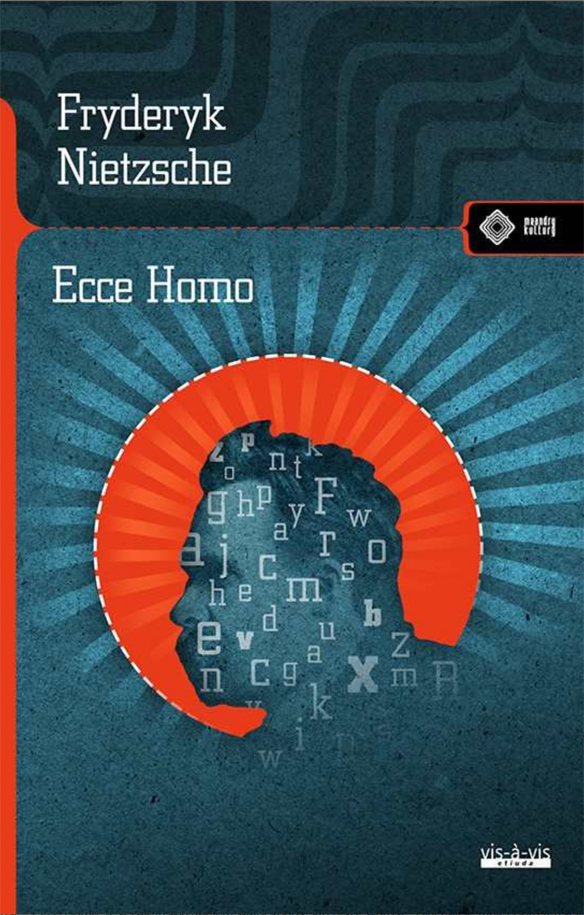 Fryderyk
Nietzsche
meandry
kultury
Ecce Homo
z p n t k
o
g h p y F w
a
a j c r s o
h e m
d b
e v u z
n c g a x m R
v k
w i n
vis-à-vis
etiuda